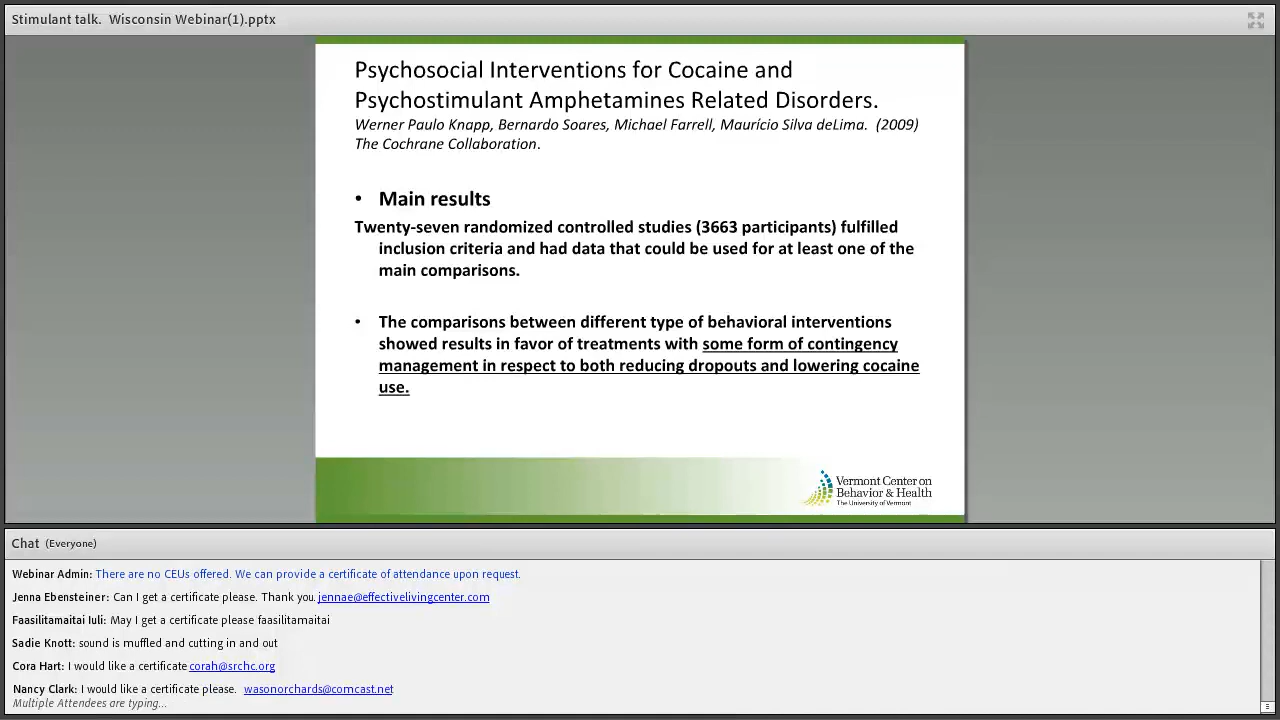 Stimulant talk.  Wisconsin Webinar(1).pptx
Psychosocial Interventions for Cocaine and
Psychostimulant Amphetamines Related Disorders.
Werner Paulo Knapp, Bernardo Soares, Michael Farrell, Maurício Silva deLima.  (2009)
The Cochrane Collaboration.
• Main results
Twenty-seven randomized controlled studies (3663 participants) fulfilled
inclusion criteria and had data that could be used for at least one of the
main comparisons.
• The comparisons between different type of behavioral interventions
showed results in favor of treatments with some form of contingency
management in respect to both reducing dropouts and lowering cocaine
use.
Vermont Center on
Behavior & Health
The University of Vermont
Chat (Everyone)
Webinar Admin: There are no CEUs offered. We can provide a certificate of attendance upon request.
Jenna Ebensteiner: Can I get a certificate please. Thank you. jennae@effectivelivingcenter.com
Faasilitamaitai Iuli: May I get a certificate please faasilitamaitai
Sadie Knott: sound is muffled and cutting in and out
Cora Hart: I would like a certificate corah@srchc.org
Nancy Clark: I would like a certificate please.  wasonorchards@comcast.net
Multiple Attendees are typing...